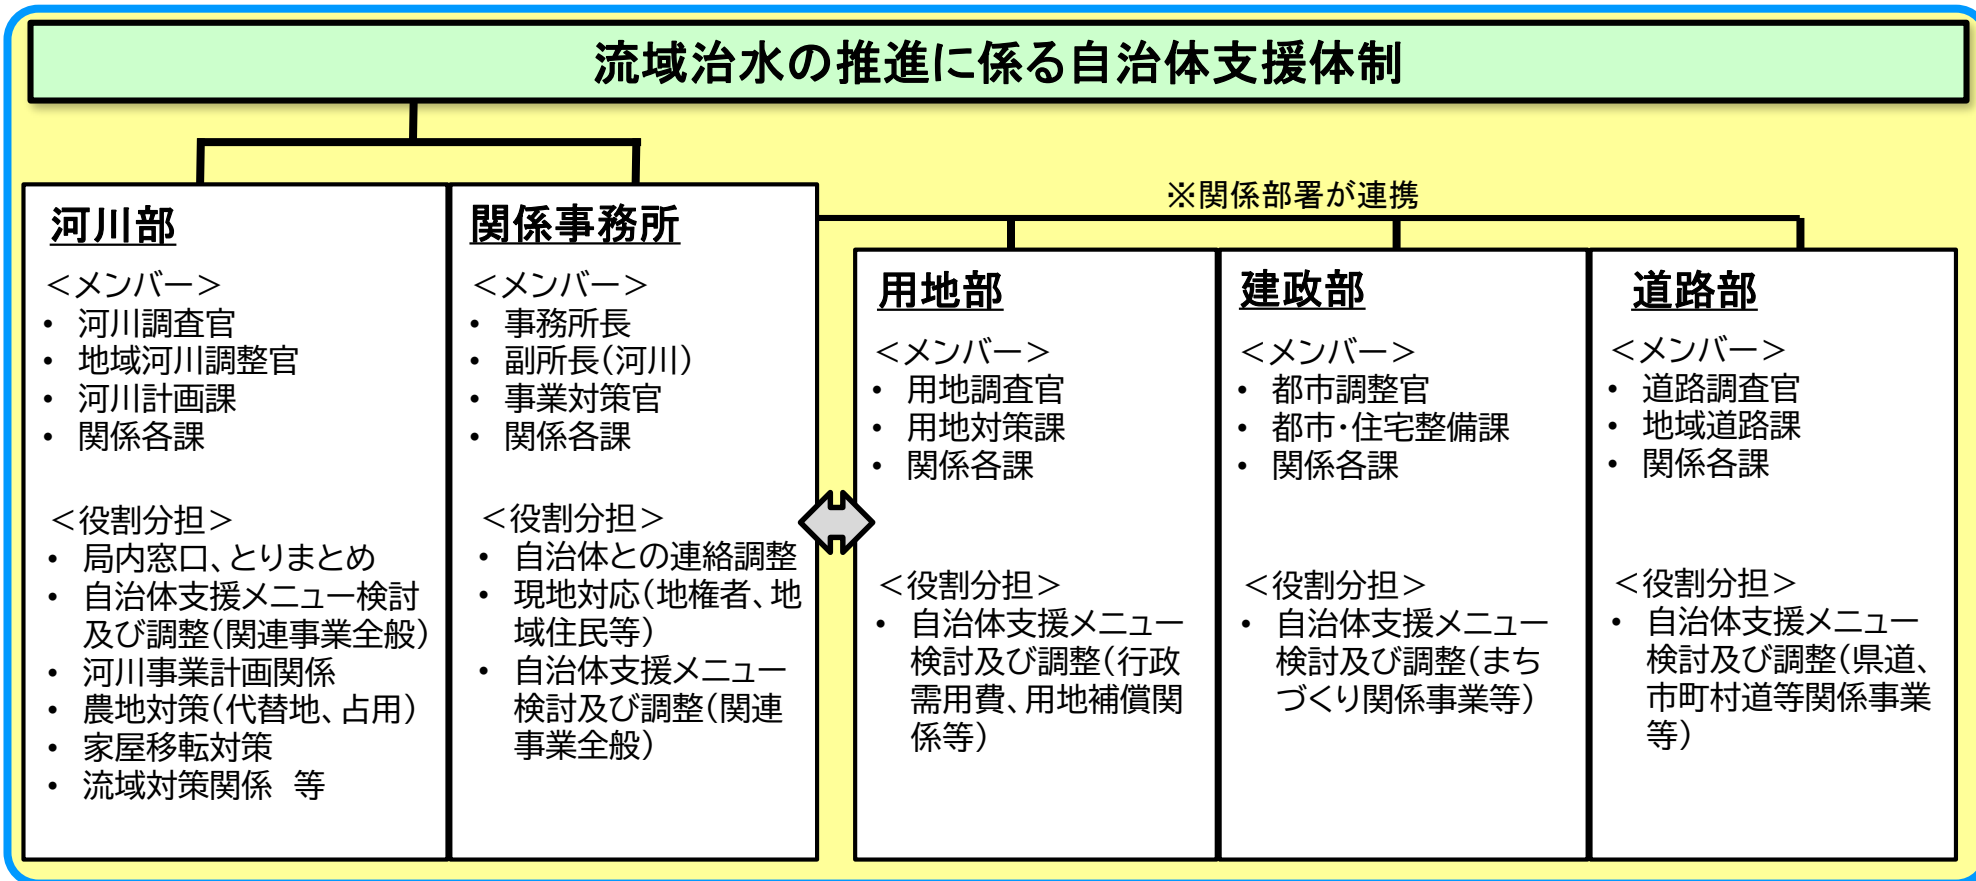 流域治水の推進に係る自治体支援体制
※関係部署が連携
河川部
＜メンバー＞
• 河川調査官
• 地域河川調整官
• 河川計画課
• 関係各課
＜役割分担＞
• 局内窓口、とりまとめ
• 自治体支援メニュー検討
及び調整(関連事業全般)
• 河川事業計画関係
• 農地対策(代替地、占用)
• 家屋移転対策
• 流域対策関係　等
関係事務所
＜メンバー＞
• 事務所長
• 副所長(河川)
• 事業対策官
• 関係各課
＜役割分担＞
• 自治体との連絡調整
• 現地対応(地権者、地
域住民等)
• 自治体支援メニュー
検討及び調整(関連
事業全般)
用地部
＜メンバー＞
• 用地調査官
• 用地対策課
• 関係各課
＜役割分担＞
• 自治体支援メニュー
検討及び調整(行政
需用費、用地補償関
係等)
建政部
＜メンバー＞
• 都市調整官
• 都市・住宅整備課
• 関係各課
＜役割分担＞
• 自治体支援メニュー
検討及び調整(まち
づくり関係事業等)
道路部
＜メンバー＞
• 道路調査官
• 地域道路課
• 関係各課
＜役割分担＞
• 自治体支援メニュー
検討及び調整(県道、
市町村道等関係事業
等)